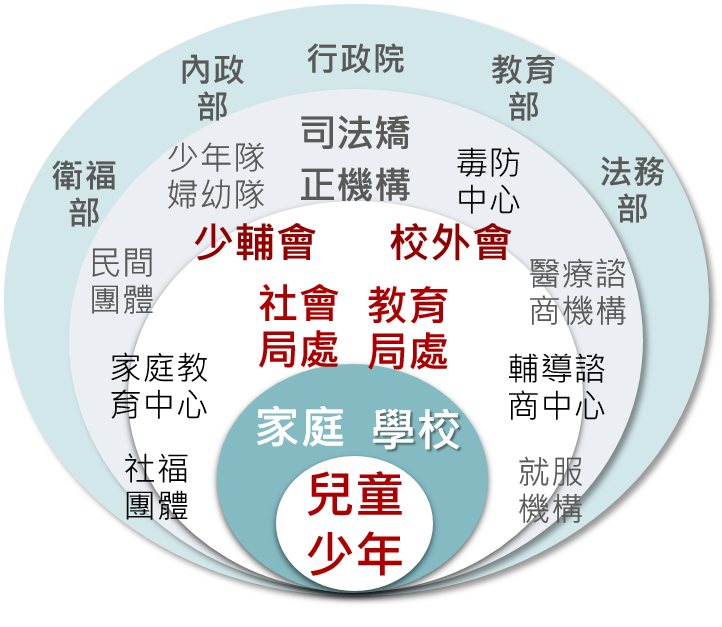 行政院
內政
部
教育
部
衛福
部
法務
部
司法矯
正機構
少年隊
婦幼隊
毒防
中心
民間
團體
醫療諮
商機構
少輔會
校外會
社會
局處
教育
局處
家庭教
育中心
輔導諮
商中心
社福
團體
就服
機構
家庭
學校
兒童
少年